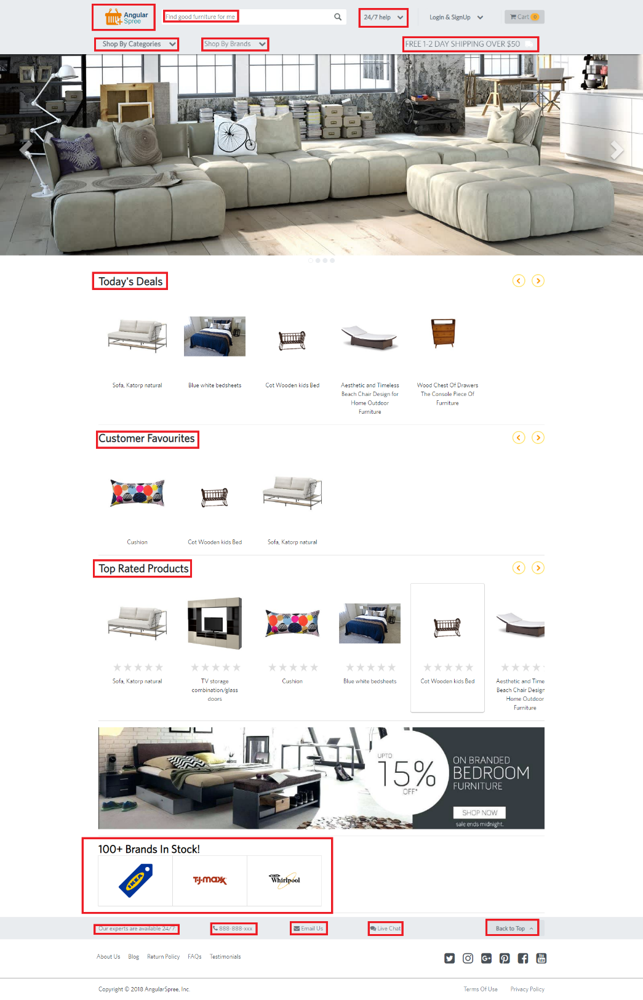 Angular
Spree
Find good furniture for me
24/7 help
Login & SignUp
Cart 0
Shop By Categories
Shop By Brands
FREE 1-2 DAY SHIPPING OVER $50
Today's Deals
Sofa, Katorp natural
Blue white bedsheets
Cot Wooden kids Bed
Aesthetic and Timeless
Beach Chair Design for
Home Outdoor
Furniture
Wood Chest Of Drawers
The Console Piece Of
Furniture
Customer Favourites
Cushion
Cot Wooden kids Bed
Sofa, Katorp natural
Top Rated Products
Sofa, Katorp natural
TV storage
combination/glass
doors
Cushion
Blue white bedsheets
Cot Wooden kids Bed
Aesthetic and Time
Beach Chair Design
Home Outdoor
Furniture
UPTO
15%
OFF*
ON BRANDED
BEDROOM
FURNITURE
SHOP NOW
sale ends midnight.
100+ Brands In Stock!
IKEA
T·J·maxx
Whirlpool
Our experts are available 24/7:
888-888-xxx
Email Us
Live Chat
Back to Top
About Us
Blog
Return Policy
FAQs
Testimonials
You
Tube
Copyright © 2018 AngularSpree, Inc.
Terms Of Use
Privacy Policy